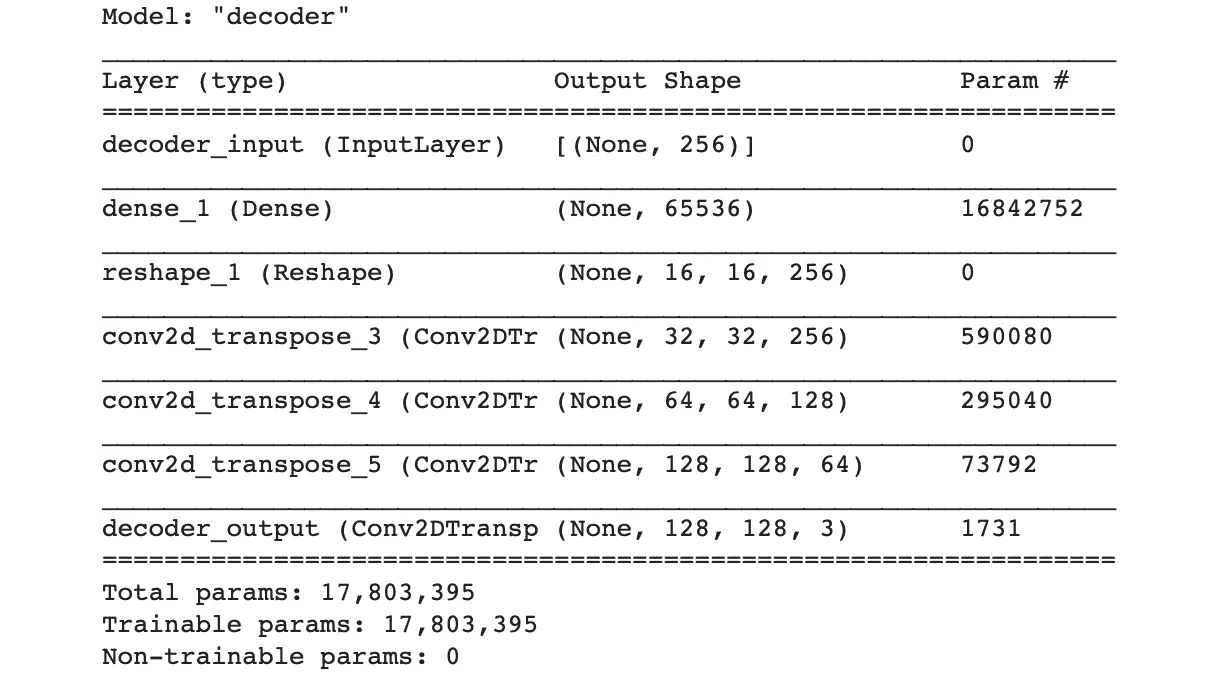 Model: "decoder"
Layer (type) Output Shape Param #
decoder_input (InputLayer) [(None, 256)] 0
dense_1 (Dense) (None, 65536) 16842752
reshape_1 (Reshape) (None, 16, 16, 256) 0
conv2d_transpose_3 (Conv2DTr (None, 32, 32, 256) 590080
conv2d_transpose_4 (Conv2DTr (None, 64, 64, 128) 295040
conv2d_transpose_5 (Conv2DTr (None, 128, 128, 64) 73792
decoder_output (Conv2DTransp (None, 128, 128, 3) 1731
Total params: 17,803,395
Trainable params: 17,803,395
Non-trainable params: 0